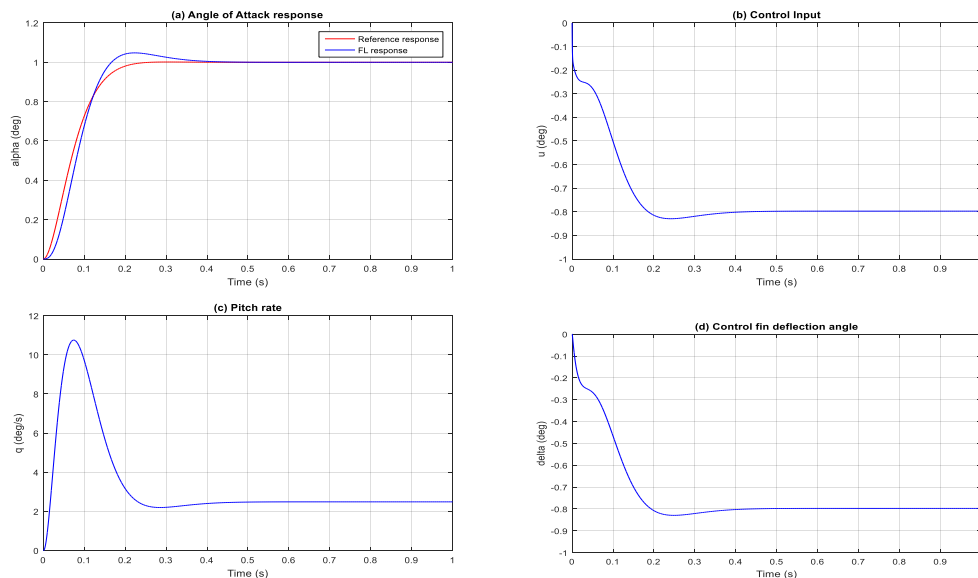 (a) Angle of Attack response
1.2
1
0.8
0.6
0.4
0.2
0
alpha (deg)
Reference response
FL response
0 0.1 0.2 0.3 0.4 0.5 0.6 0.7 0.8 0.9 1
Time (s)
(b) Control Input
0
-0.1
-0.2
-0.3
-0.4
-0.5
-0.6
-0.7
-0.8
-0.9
-1
u (deg)
0 0.1 0.2 0.3 0.4 0.5 0.6 0.7 0.8 0.9
Time (s)
(c) Pitch rate
12
10
8
6
4
2
0
q (deg/s)
0 0.1 0.2 0.3 0.4 0.5 0.6 0.7 0.8 0.9 1
Time (s)
(d) Control fin deflection angle
0
-0.1
-0.2
-0.3
-0.4
-0.5
-0.6
-0.7
-0.8
-0.9
-1
delta (deg)
0 0.1 0.2 0.3 0.4 0.5 0.6 0.7 0.8 0.9
Time (s)